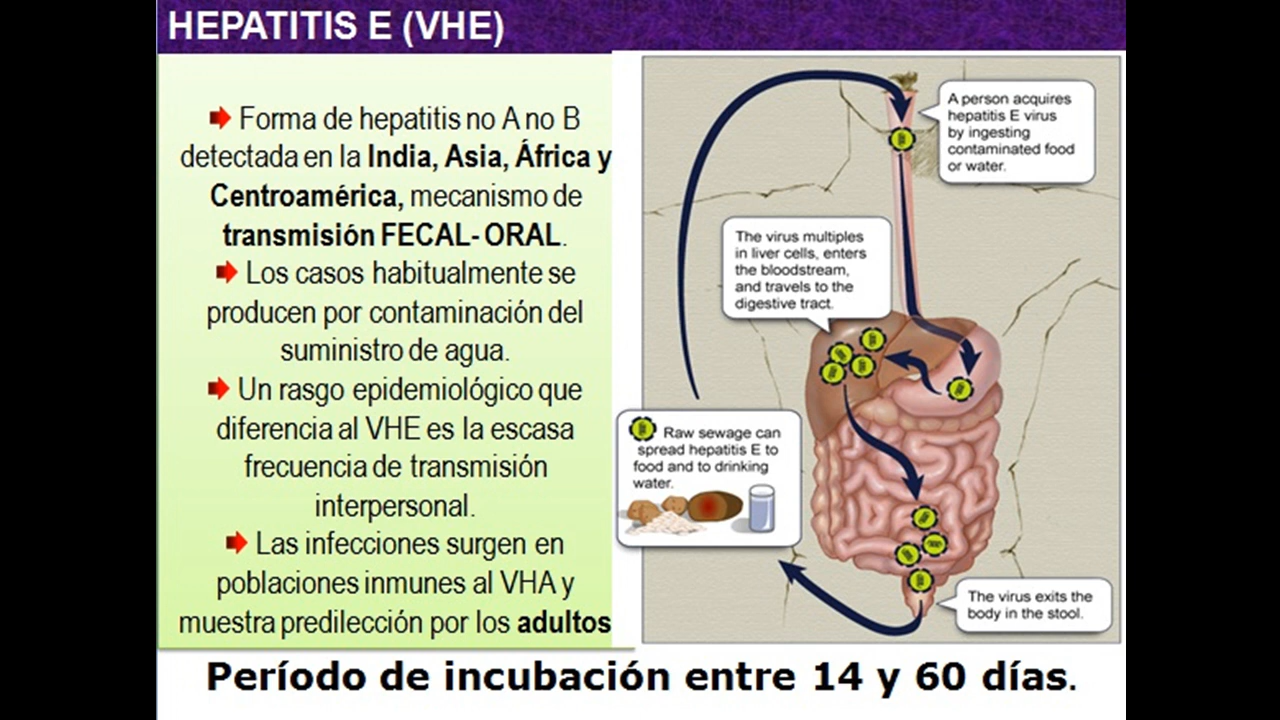 HEPATITIS E (VHE)
Forma de hepatitis no A no B
detectada en la India, Asia, África y
Centroamérica, mecanismo de
transmisión FECAL- ORAL.
Los casos habitualmente se
producen por contaminación del
suministro de agua.
Un rasgo epidemiológico que
diferencia al VHE es la escasa
frecuencia de transmisión
interpersonal.
Las infecciones surgen en
poblaciones inmunes al VHA y
muestra predilección por los adultos
A person acquires
hepatitis E virus
by ingesting
contaminated food
or water.
The virus multiples
in liver cells, enters
the bloodstream,
and travels to the
digestive tract.
Raw sewage can
spread hepatitis E to
food and to drinking
water.
The virus exits the
body in the stool.
Período de incubación entre 14 y 60 días.